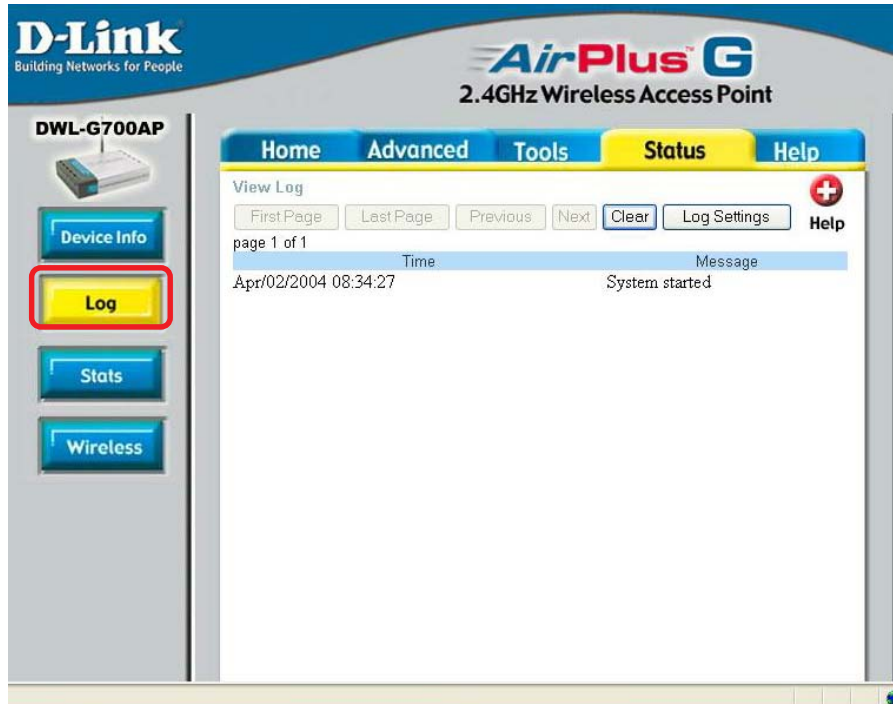 D-Link
Building Networks for People
AirPlus™ G
2.4GHz Wireless Access Point
DWL-G700AP
Home Advanced Tools Status Help
View Log
First Page Last Page Previous Next Clear Log Settings Help
page 1 of 1
Time Message
Apr/02/2004 08:34:27 System started
Device Info
Log
Stats
Wireless